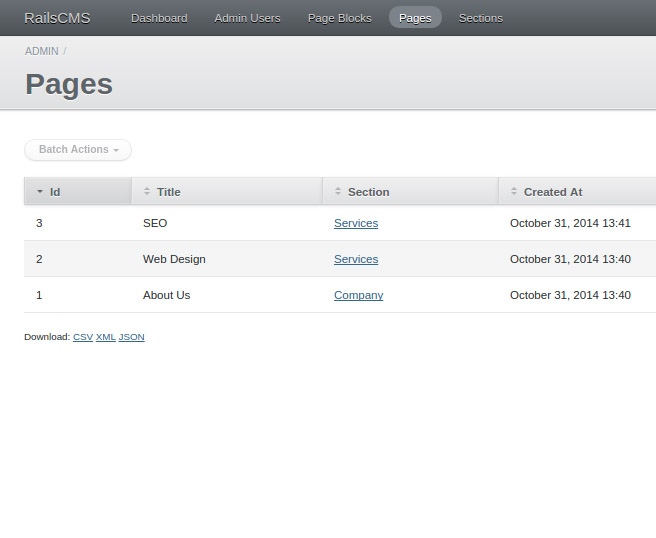 RailsCMS Dashboard Admin Users Page Blocks Pages Sections
ADMIN /
Pages
Batch Actions
Id Title Section Created At
3 SEO Services October 31, 2014 13:41
2 Web Design Services October 31, 2014 13:40
1 About Us Company October 31, 2014 13:40
Download: CSV XML JSON